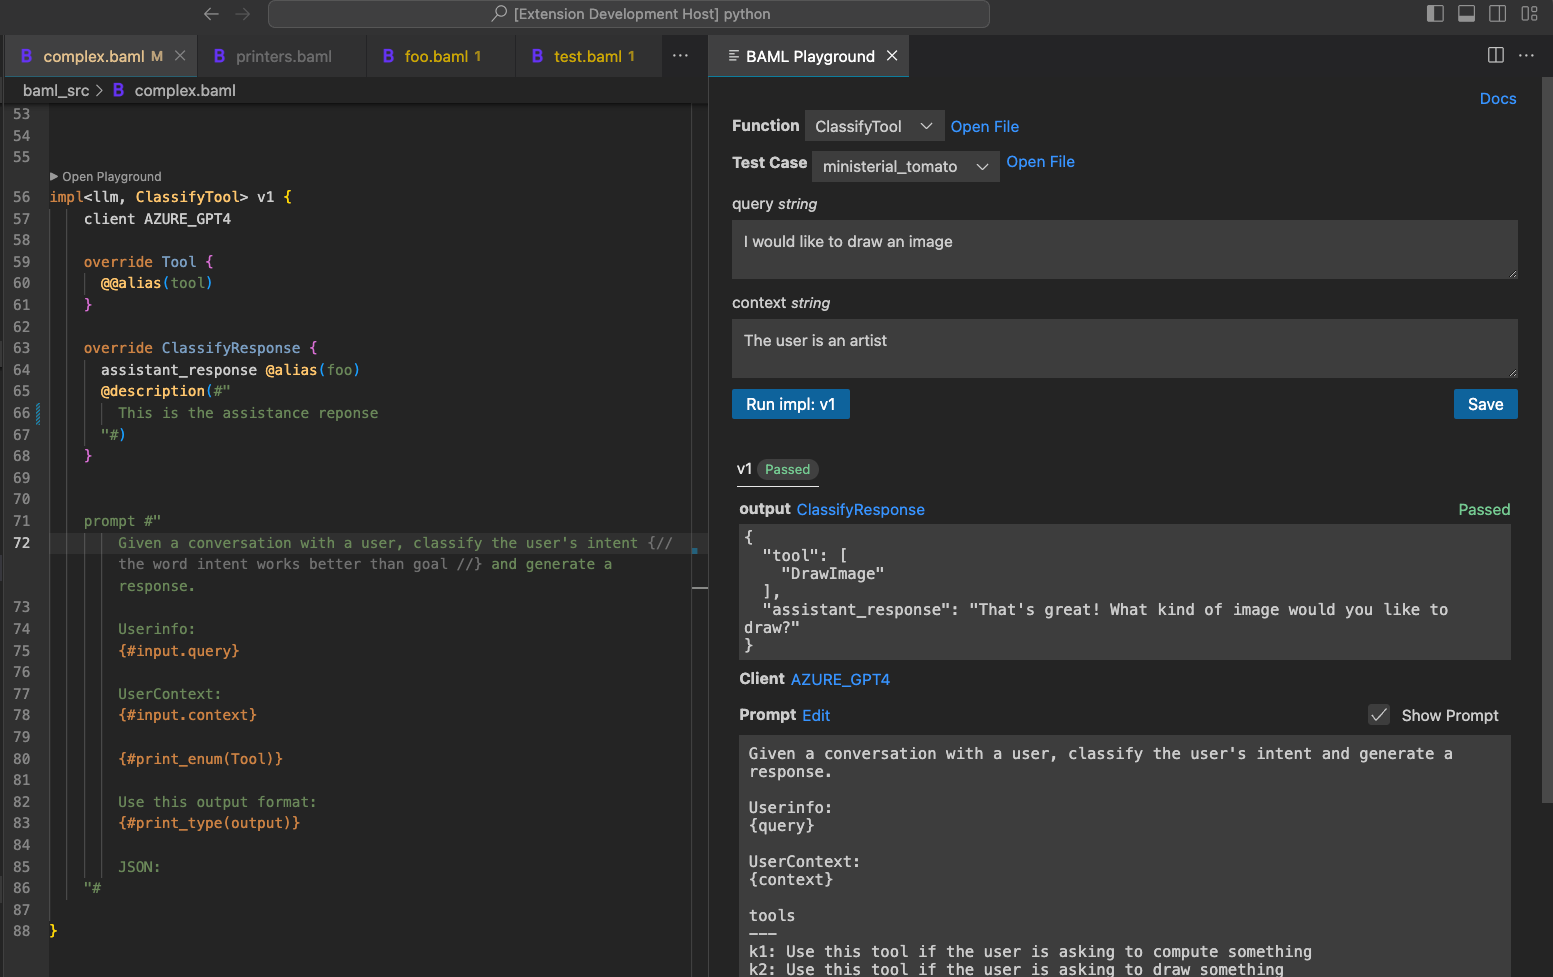 [Extension Development Host] python
complex.baml M
printers.baml
foo.baml 1
test.baml 1
BAML Playground
baml_src > complex.baml
53
54
55
Open Playground
56 impl<llm, ClassifyTool> v1 {
57 client AZURE_GPT4
58
59 override Tool {
60 @@alias(tool)
61 }
62
63 override ClassifyResponse {
64 assistant_response @alias(foo)
65 @description(#"
66 This is the assistance reponse
67 "#)
68 }
69
70
71 prompt #"
72 Given a conversation with a user, classify the user's intent {//
the word intent works better than goal //} and generate a
response.
73
74 Userinfo:
75 {#input.query}
76
77 UserContext:
78 {#input.context}
79
80 {#print_enum(Tool)}
81
82 Use this output format:
83 {#print_type(output)}
84
85 JSON:
86 "#
87
88 }
Docs
Function ClassifyTool Open File
Test Case ministerial_tomato Open File
query string
I would like to draw an image
context string
The user is an artist
Run impl: v1
Save
v1 Passed
output ClassifyResponse Passed
{
"tool": [
"DrawImage"
],
"assistant_response": "That's great! What kind of image would you like to
draw?"
}
Client AZURE_GPT4
Prompt Edit
Show Prompt
Given a conversation with a user, classify the user's intent and generate a
response.
Userinfo:
{query}
UserContext:
{context}
tools
---
k1: Use this tool if the user is asking to compute something
k2: Use this tool if the user is asking to draw something